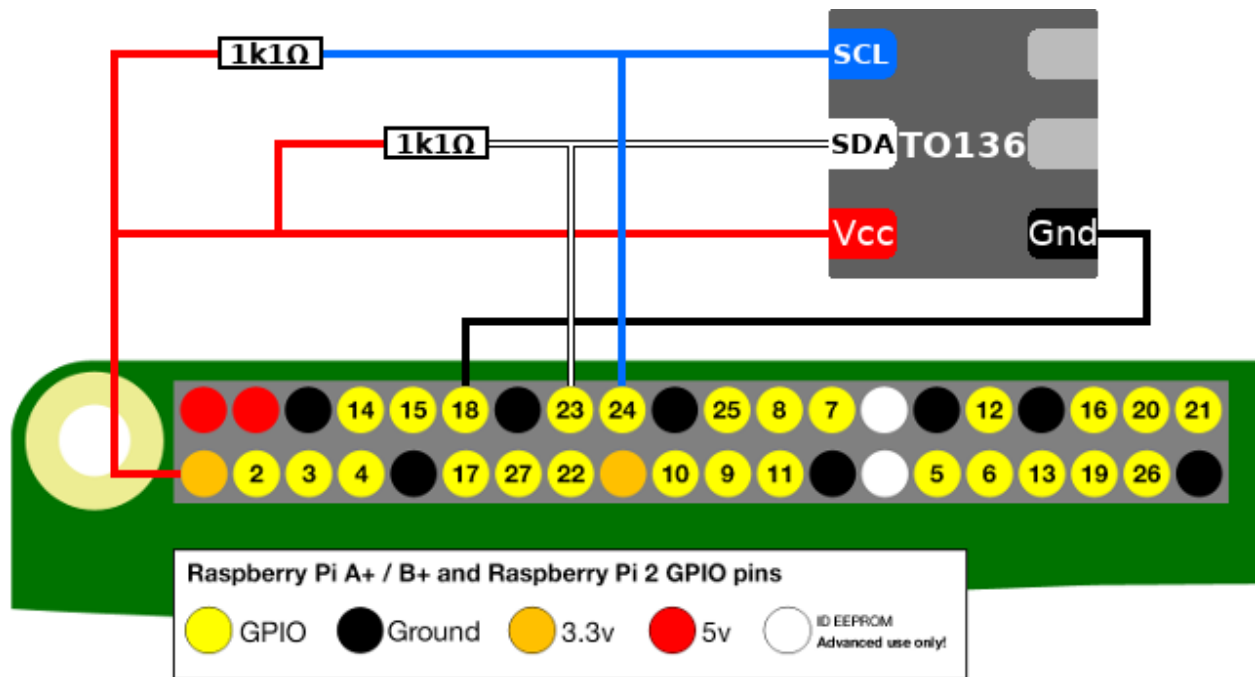 1k1Ω
SCL
1k1Ω
SDA
TO136
Vcc
Gnd
14 15 18 23 24 25 8 7 12 16 20 21
2 3 4 17 27 22 10 9 11 5 6 13 19 26
Raspberry Pi A+ / B+ and Raspberry Pi 2 GPIO pins
GPIO Ground 3.3v 5v ID EEPROM
Advanced use only!